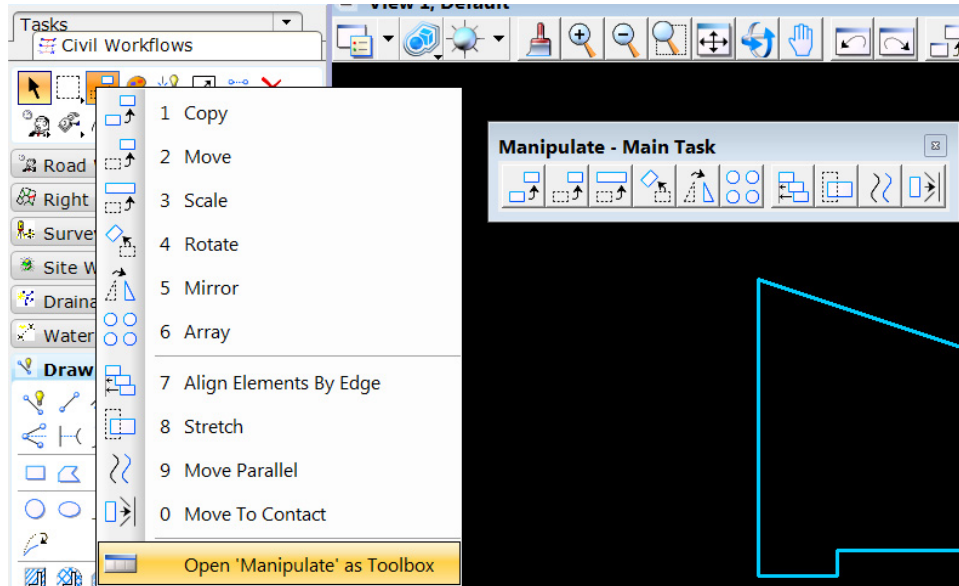 Tasks
Civil Workflows
View 1, Default
1 Copy
2 Move
3 Scale
4 Rotate
5 Mirror
6 Array
7 Align Elements By Edge
8 Stretch
9 Move Parallel
0 Move To Contact
Open 'Manipulate' as Toolbox
Road
Right
Surve
Site W
Draina
Water
Draw
Manipulate - Main Task